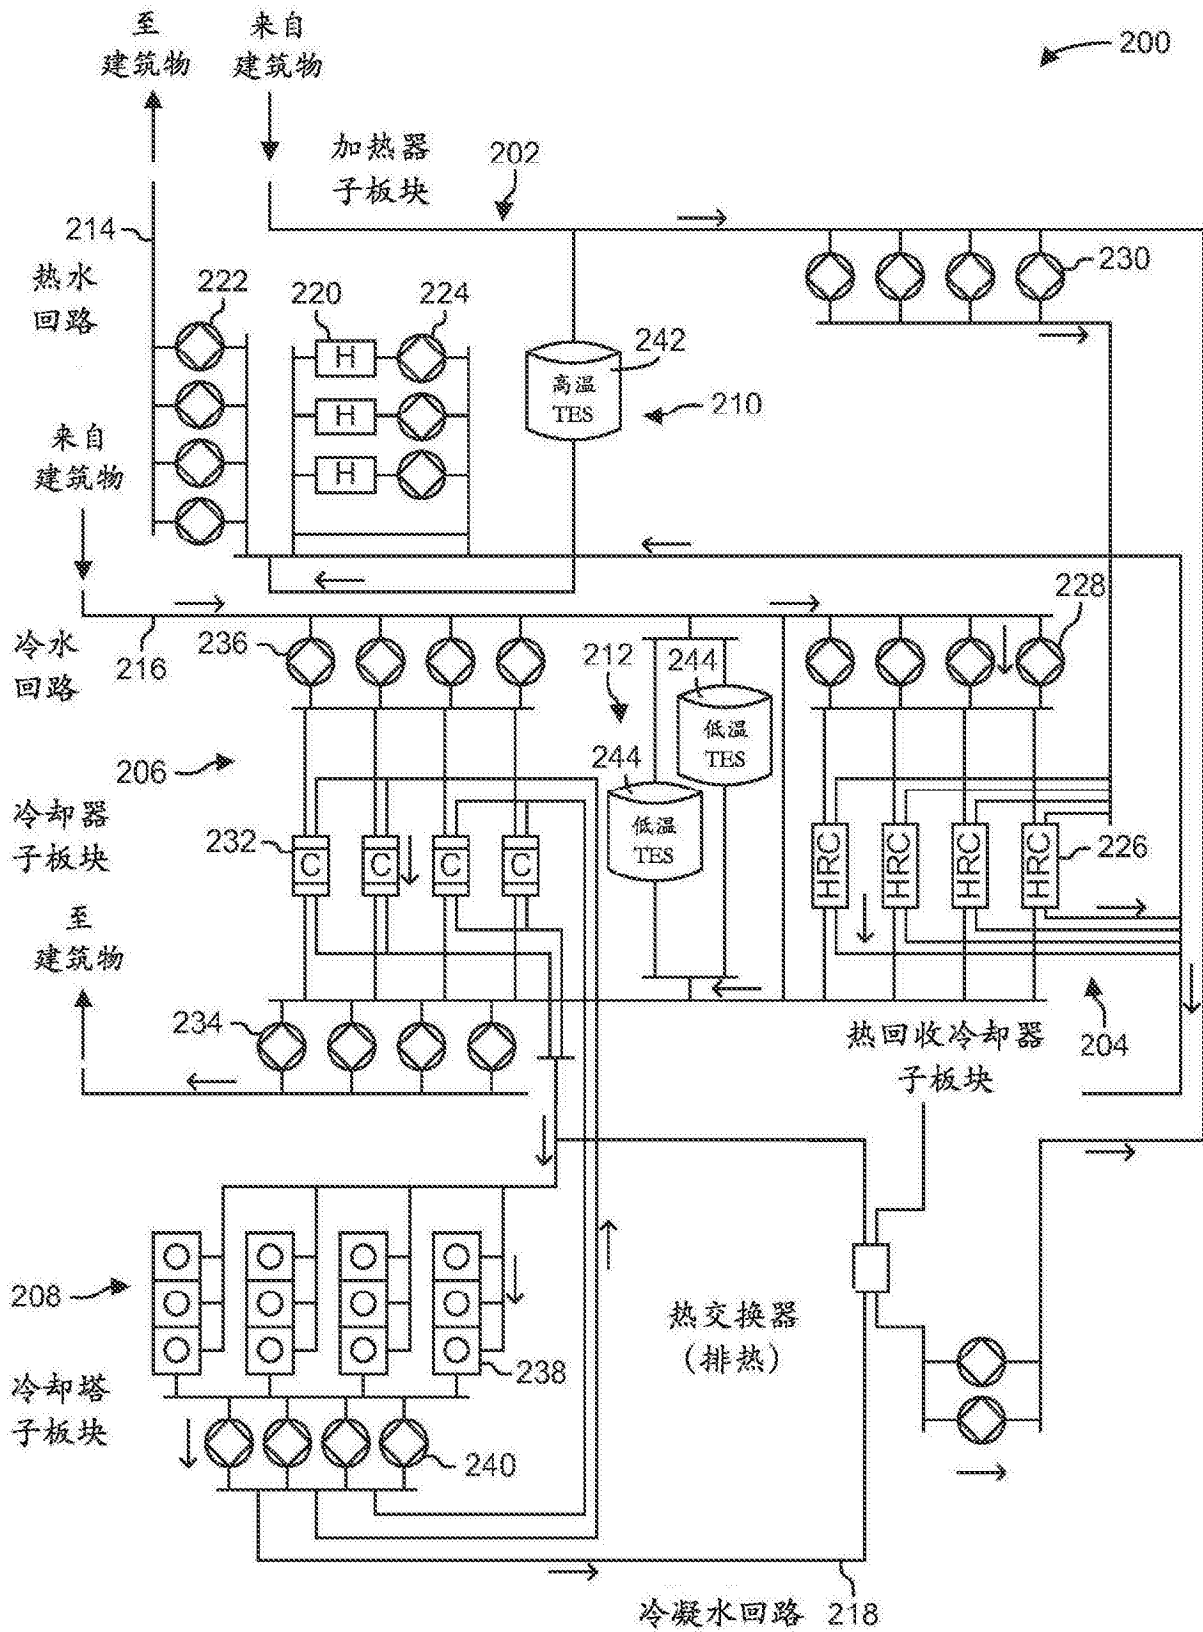 至
建筑物
来自
建筑物
200
加热器
子板块
202
214
热水
回路
222
220
224
230
H
H
H
242
高温
TES
210
来自
建筑物
216
冷水
回路
236
212
244
低温
TES
244
低温
TES
228
206
冷却器
子板块
232
C
C
C
C
HRC
HRC
HRC
HRC
226
至
建筑物
234
热回收冷却器
子板块
204
208
冷却塔
子板块
238
240
热交换器
(排热)
冷凝水回路
218